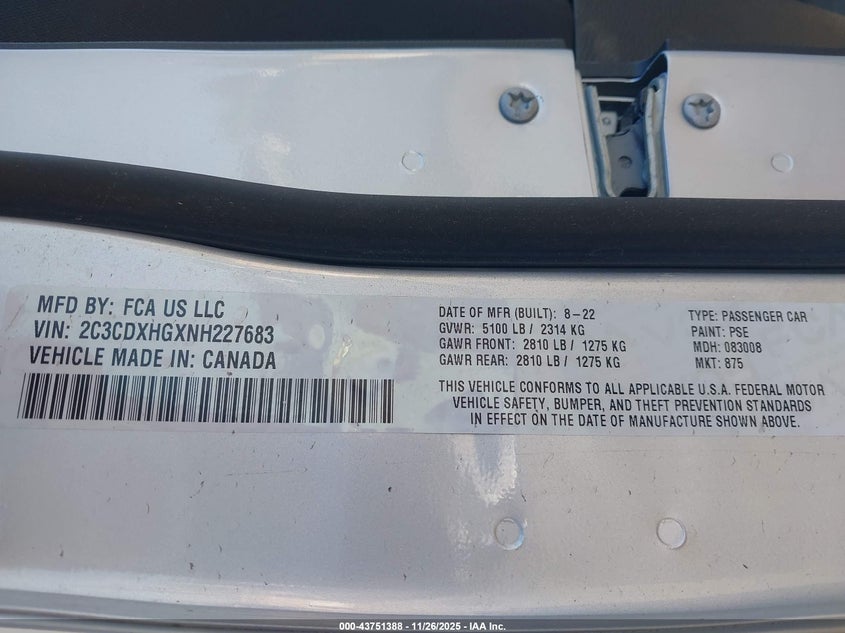 MFD BY: FCA US LLC
VIN: 2C3CDXHGXNH227683
VEHICLE MADE IN: CANADA
DATE OF MFR (BUILT): 8-22
GVWR: 5100 LB / 2314 KG
GAWR FRONT: 2810 LB / 1275 KG
GAWR REAR: 2810 LB / 1275 KG
TYPE: PASSENGER CAR
PAINT: PSE
MDH: 083008
MKT: 875
THIS VEHICLE CONFORMS TO ALL APPLICABLE U.S.A. FEDERAL MOTOR
VEHICLE SAFETY, BUMPER, AND THEFT PREVENTION STANDARDS
IN EFFECT ON THE DATE OF MANUFACTURE SHOWN ABOVE.
000-43751388 - 11/26/2025 - IAA Inc.